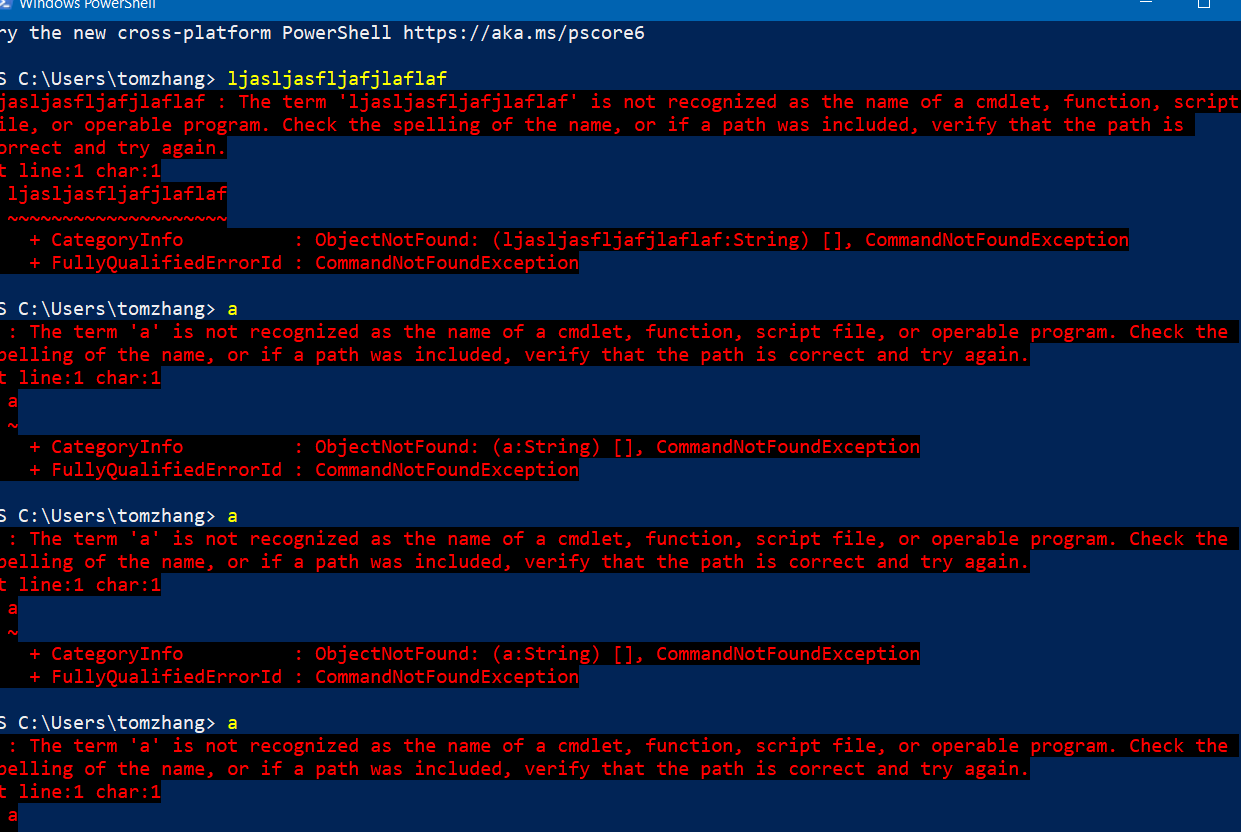 Windows PowerShell
ry the new cross-platform PowerShell https://aka.ms/pscore6
S C:\Users\tomzhang> ljasljasfljafjlaflaf
jasljasfljafjlaflaf : The term 'ljasljasfljafjlaflaf' is not recognized as the name of a cmdlet, function, script
ile, or operable program. Check the spelling of the name, or if a path was included, verify that the path is
orrect and try again.
t line:1 char:1
ljasljasfljafjlaflaf
~~~~~~~~~~~~~~~~~~~~
+ CategoryInfo          : ObjectNotFound: (ljasljasfljafjlaflaf:String) [], CommandNotFoundException
+ FullyQualifiedErrorId : CommandNotFoundException
S C:\Users\tomzhang> a
: The term 'a' is not recognized as the name of a cmdlet, function, script file, or operable program. Check the
pelling of the name, or if a path was included, verify that the path is correct and try again.
t line:1 char:1
a
~
+ CategoryInfo          : ObjectNotFound: (a:String) [], CommandNotFoundException
+ FullyQualifiedErrorId : CommandNotFoundException
S C:\Users\tomzhang> a
: The term 'a' is not recognized as the name of a cmdlet, function, script file, or operable program. Check the
pelling of the name, or if a path was included, verify that the path is correct and try again.
t line:1 char:1
a
~
+ CategoryInfo          : ObjectNotFound: (a:String) [], CommandNotFoundException
+ FullyQualifiedErrorId : CommandNotFoundException
S C:\Users\tomzhang> a
: The term 'a' is not recognized as the name of a cmdlet, function, script file, or operable program. Check the
pelling of the name, or if a path was included, verify that the path is correct and try again.
t line:1 char:1
a